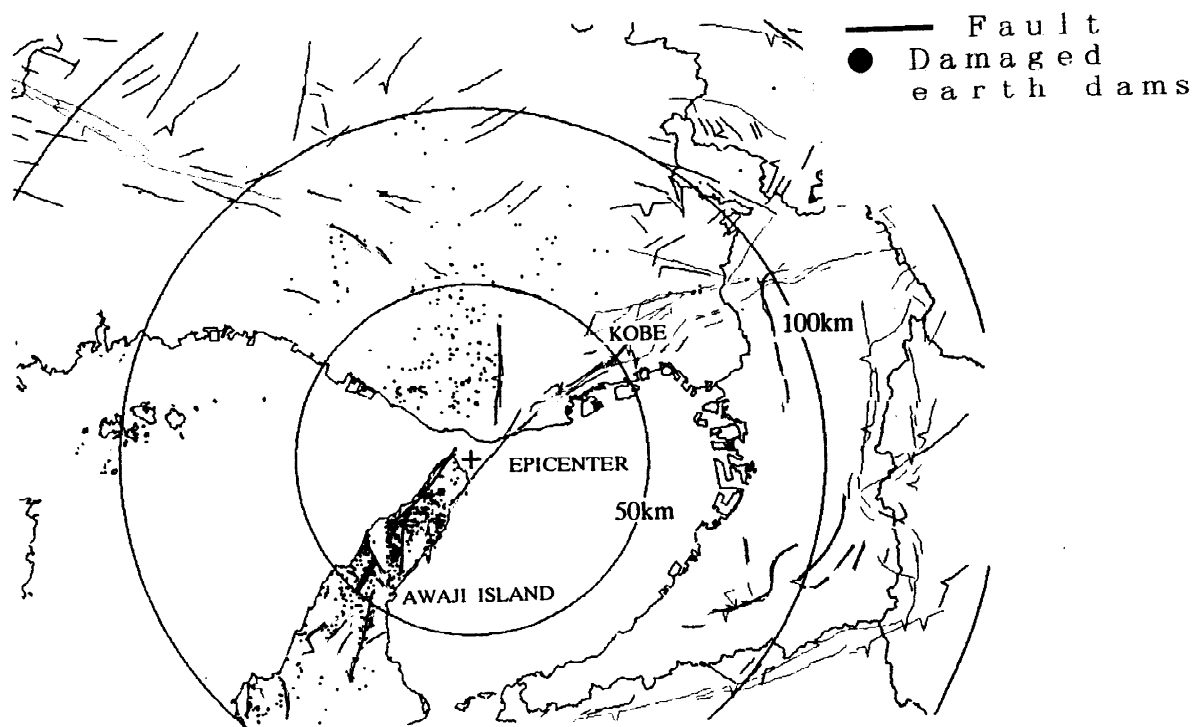 Fault
Damaged
earth dams
100km
KOBE
EPICENTER
50km
AWAJI ISLAND